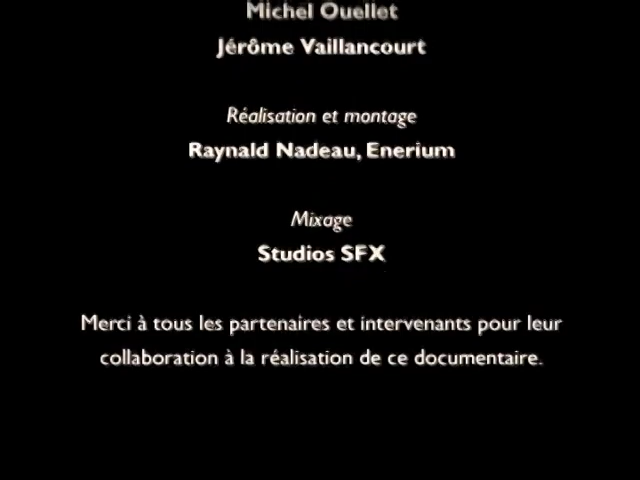 Michel Ouellet
Jérôme Vaillancourt
Réalisation et montage
Raynald Nadeau, Enerium
Mixage
Studios SFX
Merci à tous les partenaires et intervenants pour leur
collaboration à la réalisation de ce documentaire.